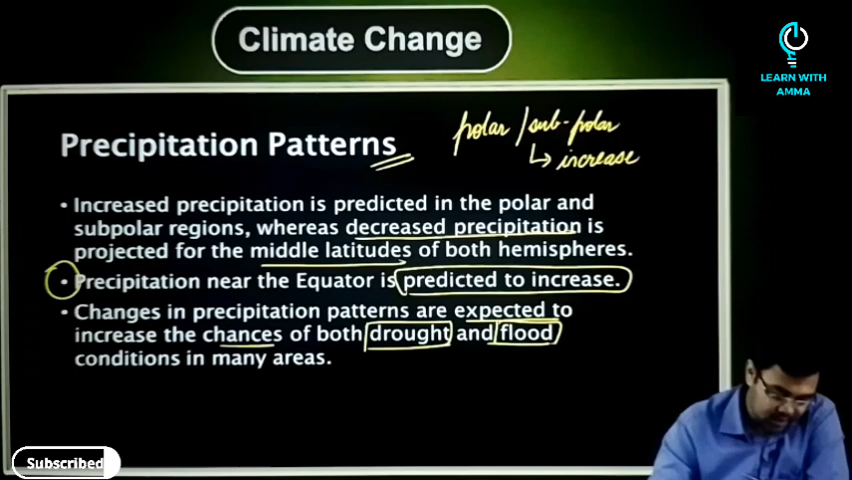 Climate Change
LEARN WITH
AMMA
polar / sub-polar
↳ increase
Precipitation Patterns
• Increased precipitation is predicted in the polar and
subpolar regions, whereas decreased precipitation is
projected for the middle latitudes of both hemispheres.
• Precipitation near the Equator is predicted to increase.
• Changes in precipitation patterns are expected to
increase the chances of both drought and flood
conditions in many areas.
Subscribed